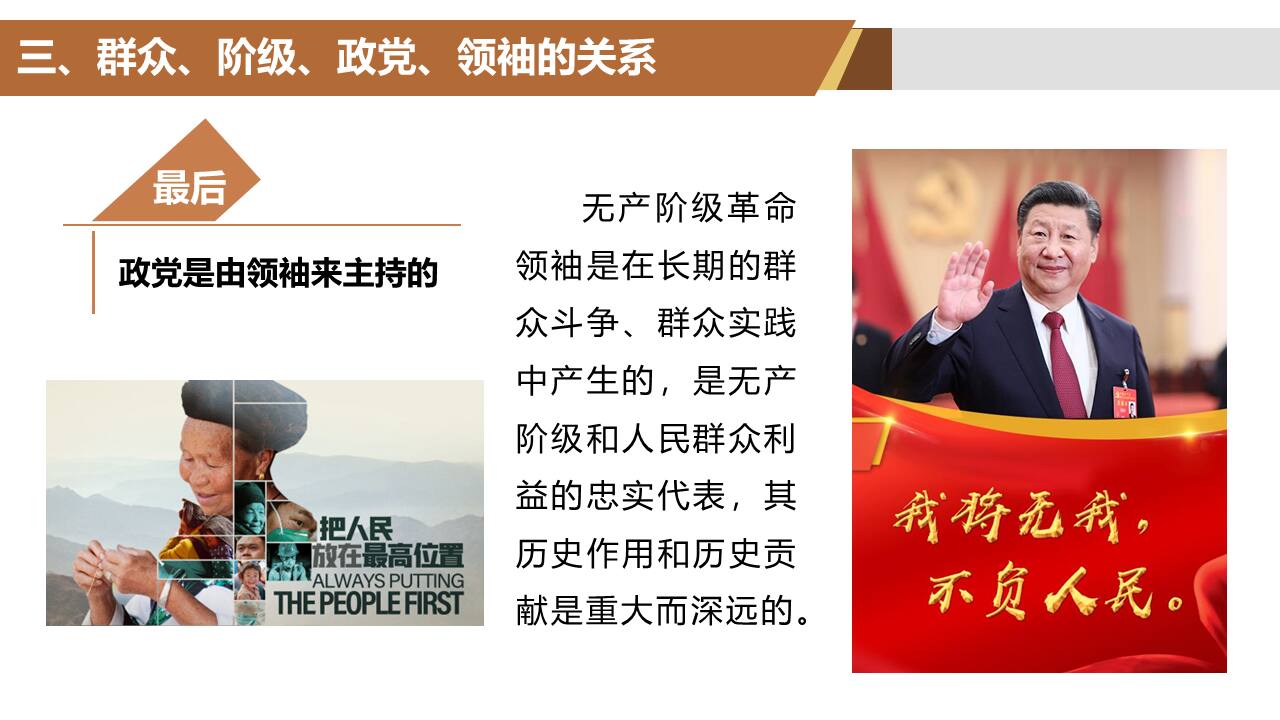 三、群众、阶级、政党、领袖的关系
最后
政党是由领袖来主持的
无产阶级革命
领袖是在长期的群
众斗争、群众实践
中产生的，是无产
阶级和人民群众利
益的忠实代表，其
历史作用和历史贡
献是重大而深远的。
把人民
放在最高位置
ALWAYS PUTTING
THE PEOPLE FIRST
我将无我，
不负人民。